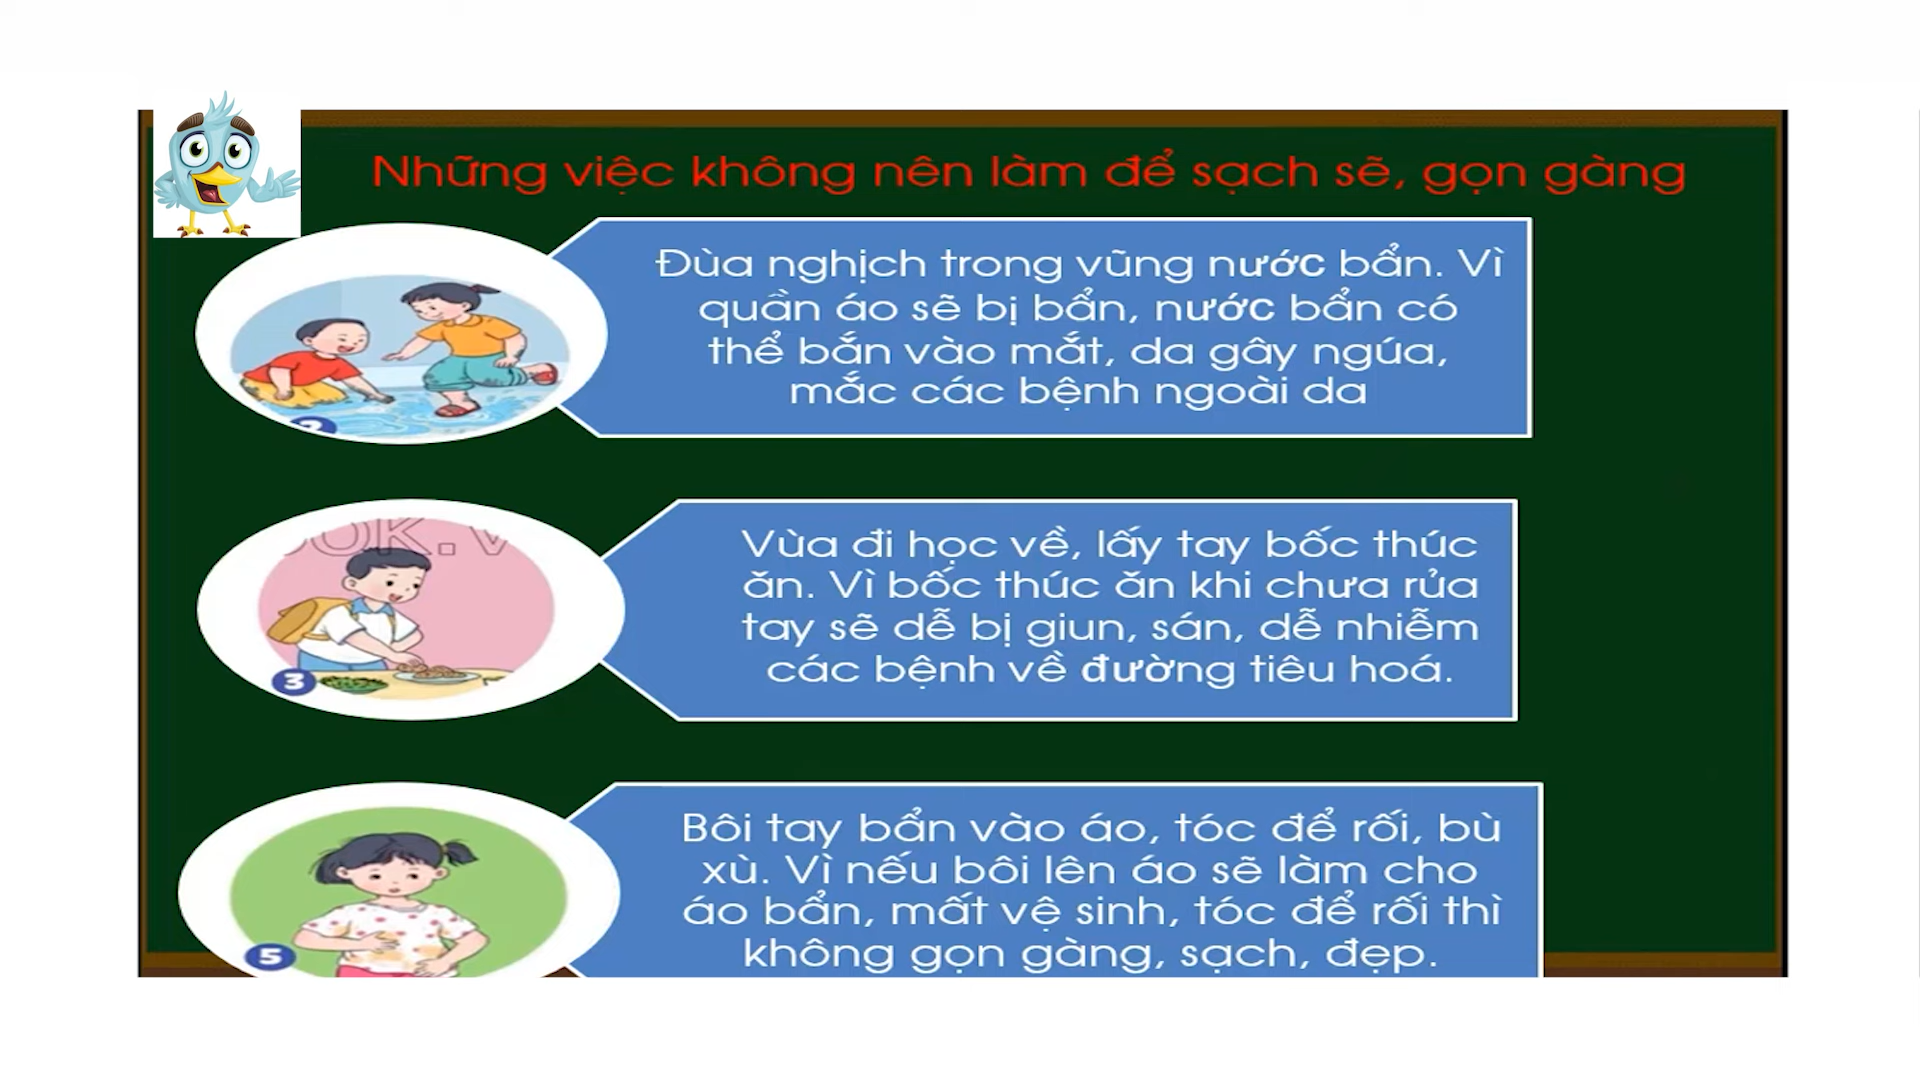 Những việc không nên làm để sạch sẽ, gọn gàng
Đùa nghịch trong vũng nước bẩn. Vì
quần áo sẽ bị bẩn, nước bẩn có
thể bắn vào mắt, da gây ngúa,
mắc các bệnh ngoài da
2
Vừa đi học về, lấy tay bốc thức
ăn. Vì bốc thức ăn khi chưa rửa
tay sẽ dễ bị giun, sán, dễ nhiễm
các bệnh về đường tiêu hoá.
OOK.V
3
Bôi tay bẩn vào áo, tóc để rối, bù
xù. Vì nếu bôi lên áo sẽ làm cho
áo bẩn, mất vệ sinh, tóc để rối thì
không gọn gàng, sạch, đẹp.
5